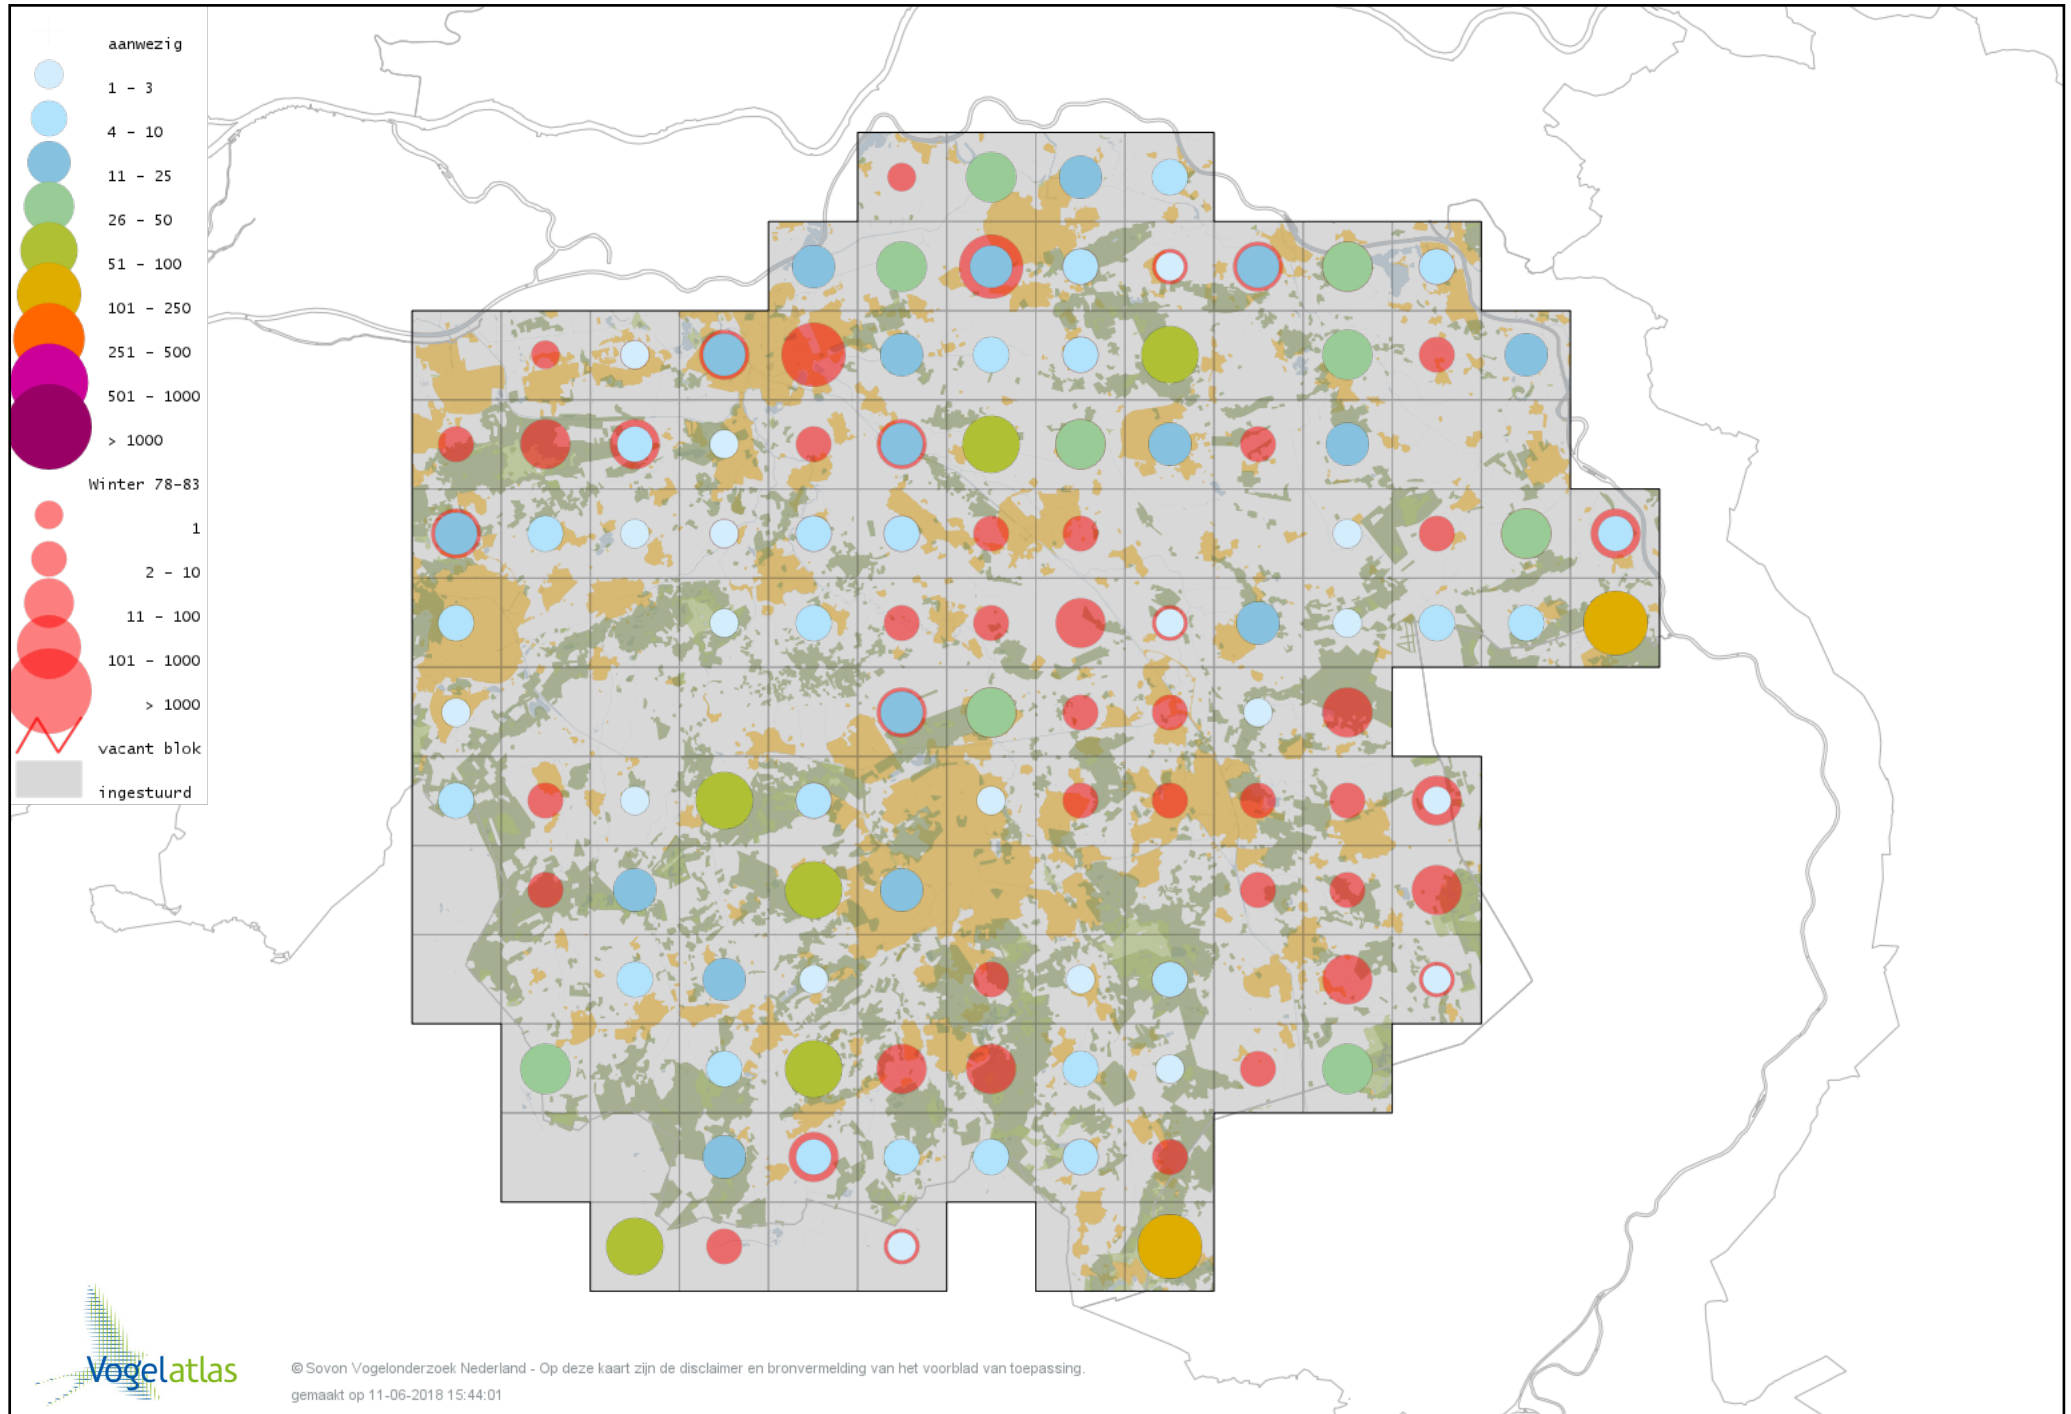 aanwezig
1 - 3
4 - 10
11 - 25
26 - 50
51 - 100
101 - 250
251 - 500
501 - 1000
> 1000
Winter 78-83
1
2 - 10
11 - 100
101 - 1000
> 1000
vacant blok
ingestuurd
Vogelatlas
© Sovon Vogelonderzoek Nederland - Op deze kaart zijn de disclaimer en bronvermelding van het voorblad van toepassing.
gemaakt op 11-06-2018 15:44:01